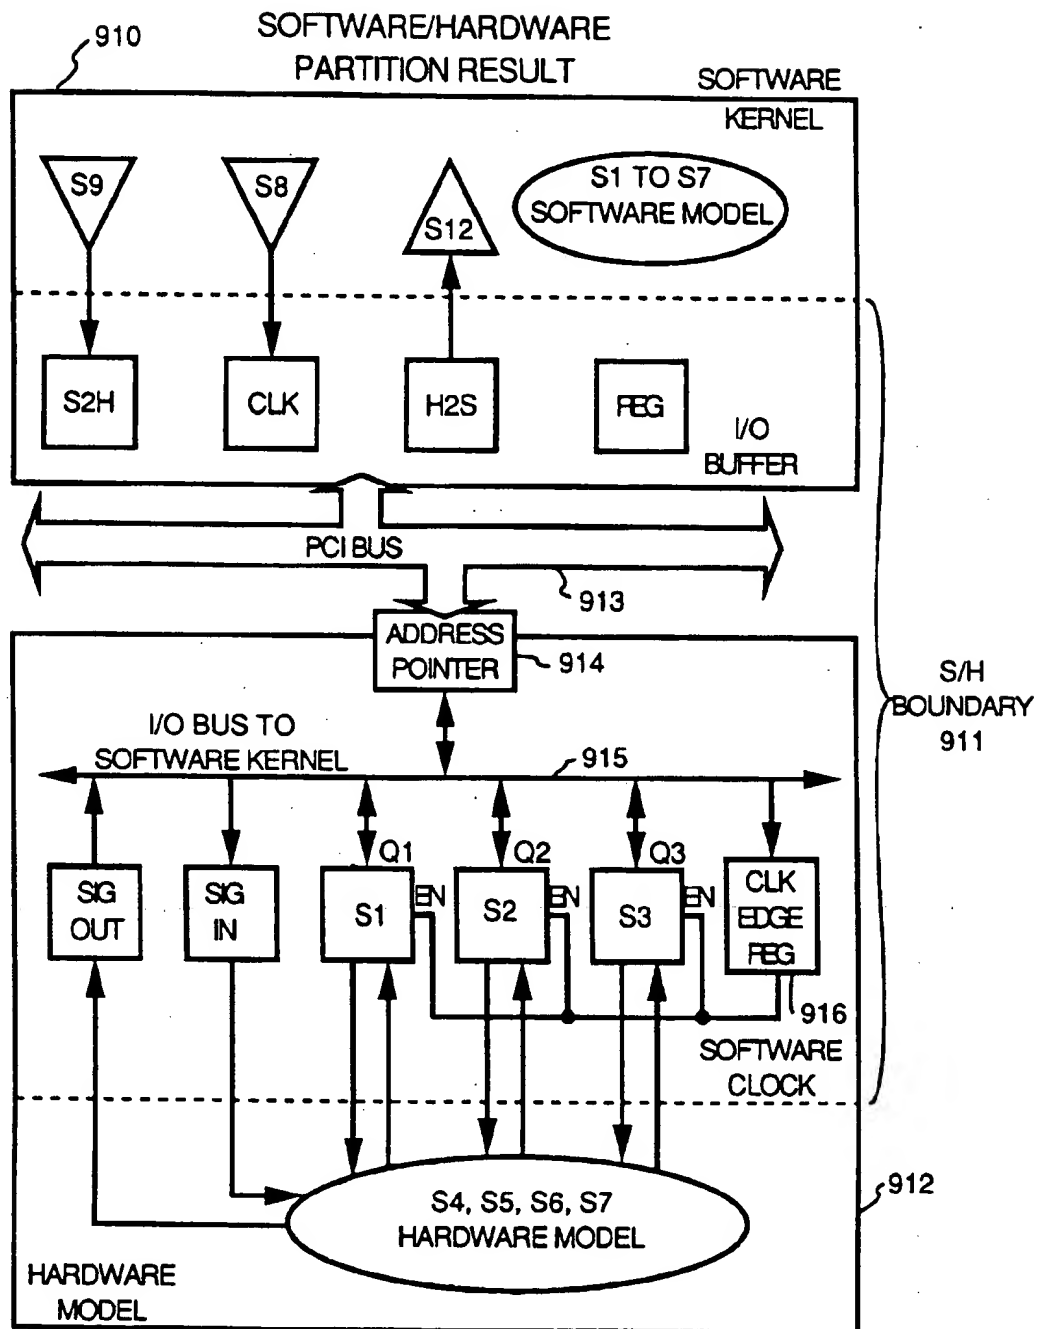 910
SOFTWARE/HARDWARE
PARTITION RESULT
SOFTWARE
KERNEL
S9
S8
S12
S1 TO S7
SOFTWARE MODEL
S2H
CLK
H2S
REG
I/O
BUFFER
PCI BUS
913
ADDRESS
POINTER
914
S/H
BOUNDARY
911
I/O BUS TO
SOFTWARE KERNEL
915
Q1
Q2
Q3
SIG
OUT
SIG
IN
S1
EN
S2
EN
S3
EN
CLK
EDGE
REG
916
SOFTWARE
CLOCK
912
S4, S5, S6, S7
HARDWARE MODEL
HARDWARE
MODEL